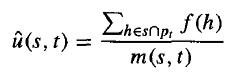 û(s, t) = ∑_{h∈s∩p_t} f(h) / m(s, t)